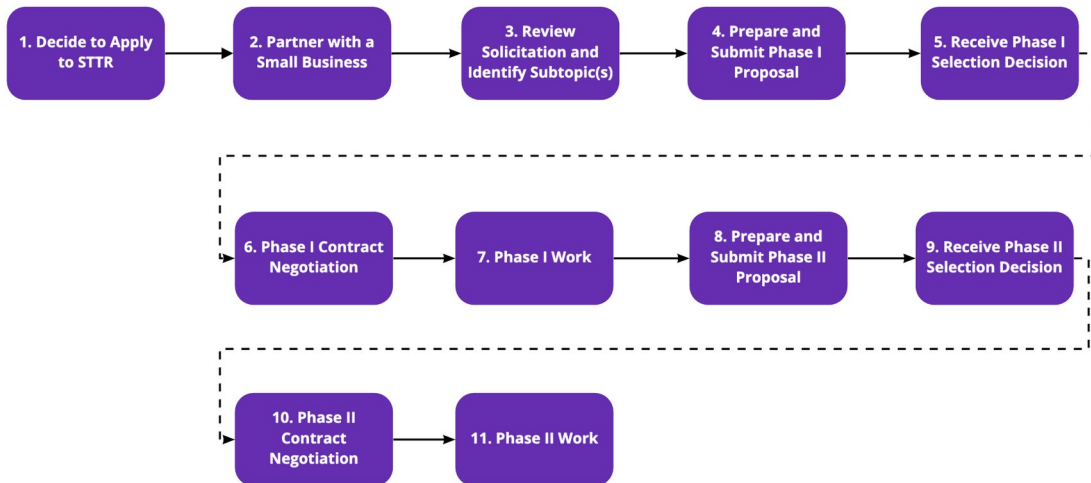 1. Decide to Apply
to STTR
2. Partner with a
Small Business
3. Review
Solicitation and
Identify Subtopic(s)
4. Prepare and
Submit Phase I
Proposal
5. Receive Phase I
Selection Decision
6. Phase I Contract
Negotiation
7. Phase I Work
8. Prepare and
Submit Phase II
Proposal
9. Receive Phase II
Selection Decision
10. Phase II
Contract
Negotiation
11. Phase II Work